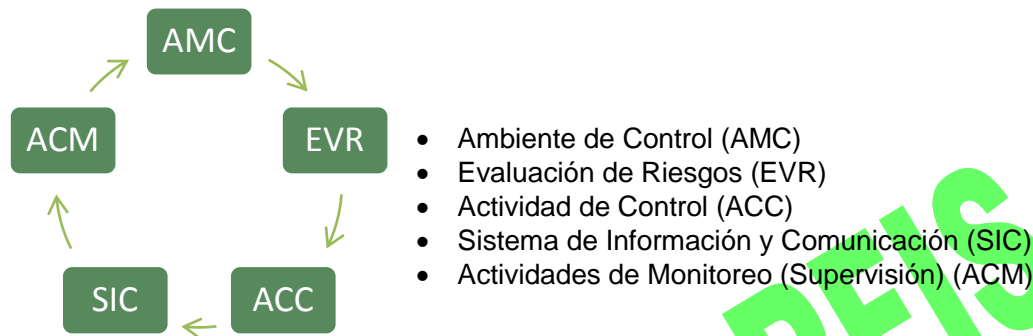 AMC
EVR
ACC
SIC
ACM
• Ambiente de Control (AMC)
• Evaluación de Riesgos (EVR)
• Actividad de Control (ACC)
• Sistema de Información y Comunicación (SIC)
• Actividades de Monitoreo (Supervisión) (ACM)